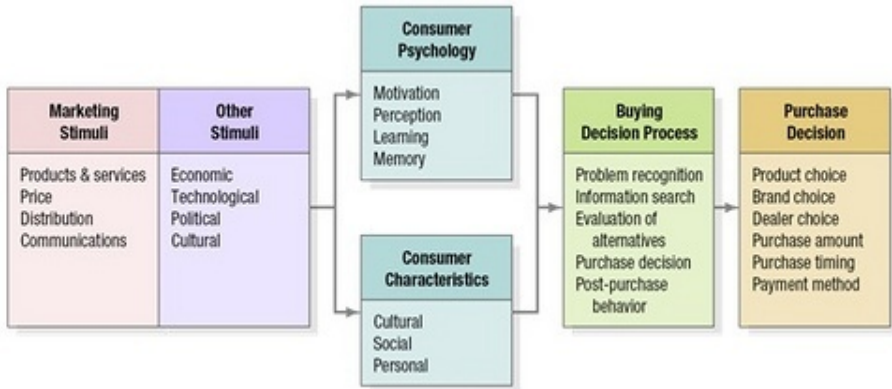 Marketing
Stimuli
Products & services
Price
Distribution
Communications
Other
Stimuli
Economic
Technological
Political
Cultural
Consumer
Psychology
Motivation
Perception
Learning
Memory
Consumer
Characteristics
Cultural
Social
Personal
Buying
Decision Process
Problem recognition
Information search
Evaluation of
alternatives
Purchase decision
Post-purchase
behavior
Purchase
Decision
Product choice
Brand choice
Dealer choice
Purchase amount
Purchase timing
Payment method